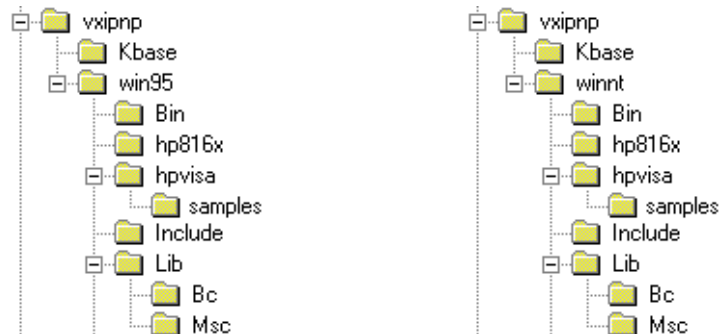 vxipnp
Kbase
win95
Bin
hp816x
hpvisa
samples
Include
Lib
Bc
Msc
vxipnp
Kbase
winnt
Bin
hp816x
hpvisa
samples
Include
Lib
Bc
Msc